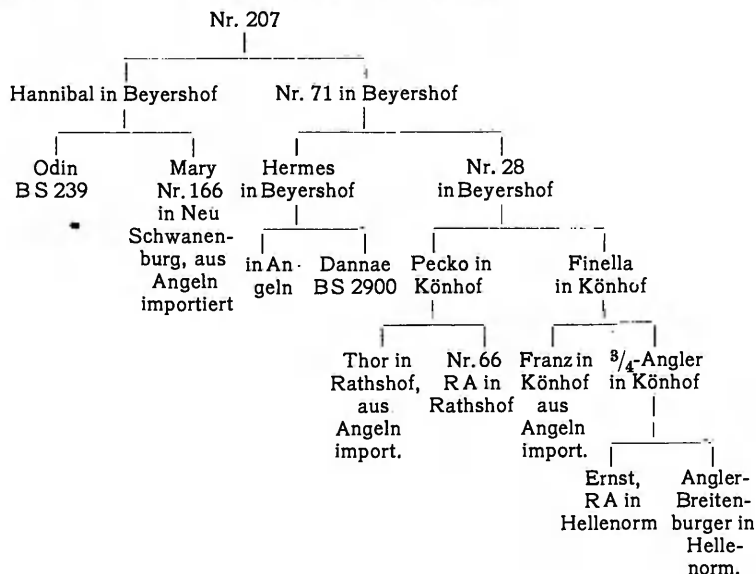 Nr. 207
Hannibal in Beyershof
Nr. 71 in Beyershof
Odin
B S 239
Mary
Nr. 166
in Neu
Schwanen-
burg, aus
Angeln
importiert
Hermes
in Beyershof
Nr. 28
in Beyershof
in An-
geln
Dannae
BS 2900
Pecko in
Könhof
Finella
in Könhof
Thor in
Rathshof,
aus
Angeln
import.
Nr. 66
R A in
Rathshof
Franz in
Könhof
aus
Angeln
import.
³/₄-Angler
in Könhof
Ernst,
R A in
Hellenorm
Angler-
Breiten-
burger in
Helle-
norm.